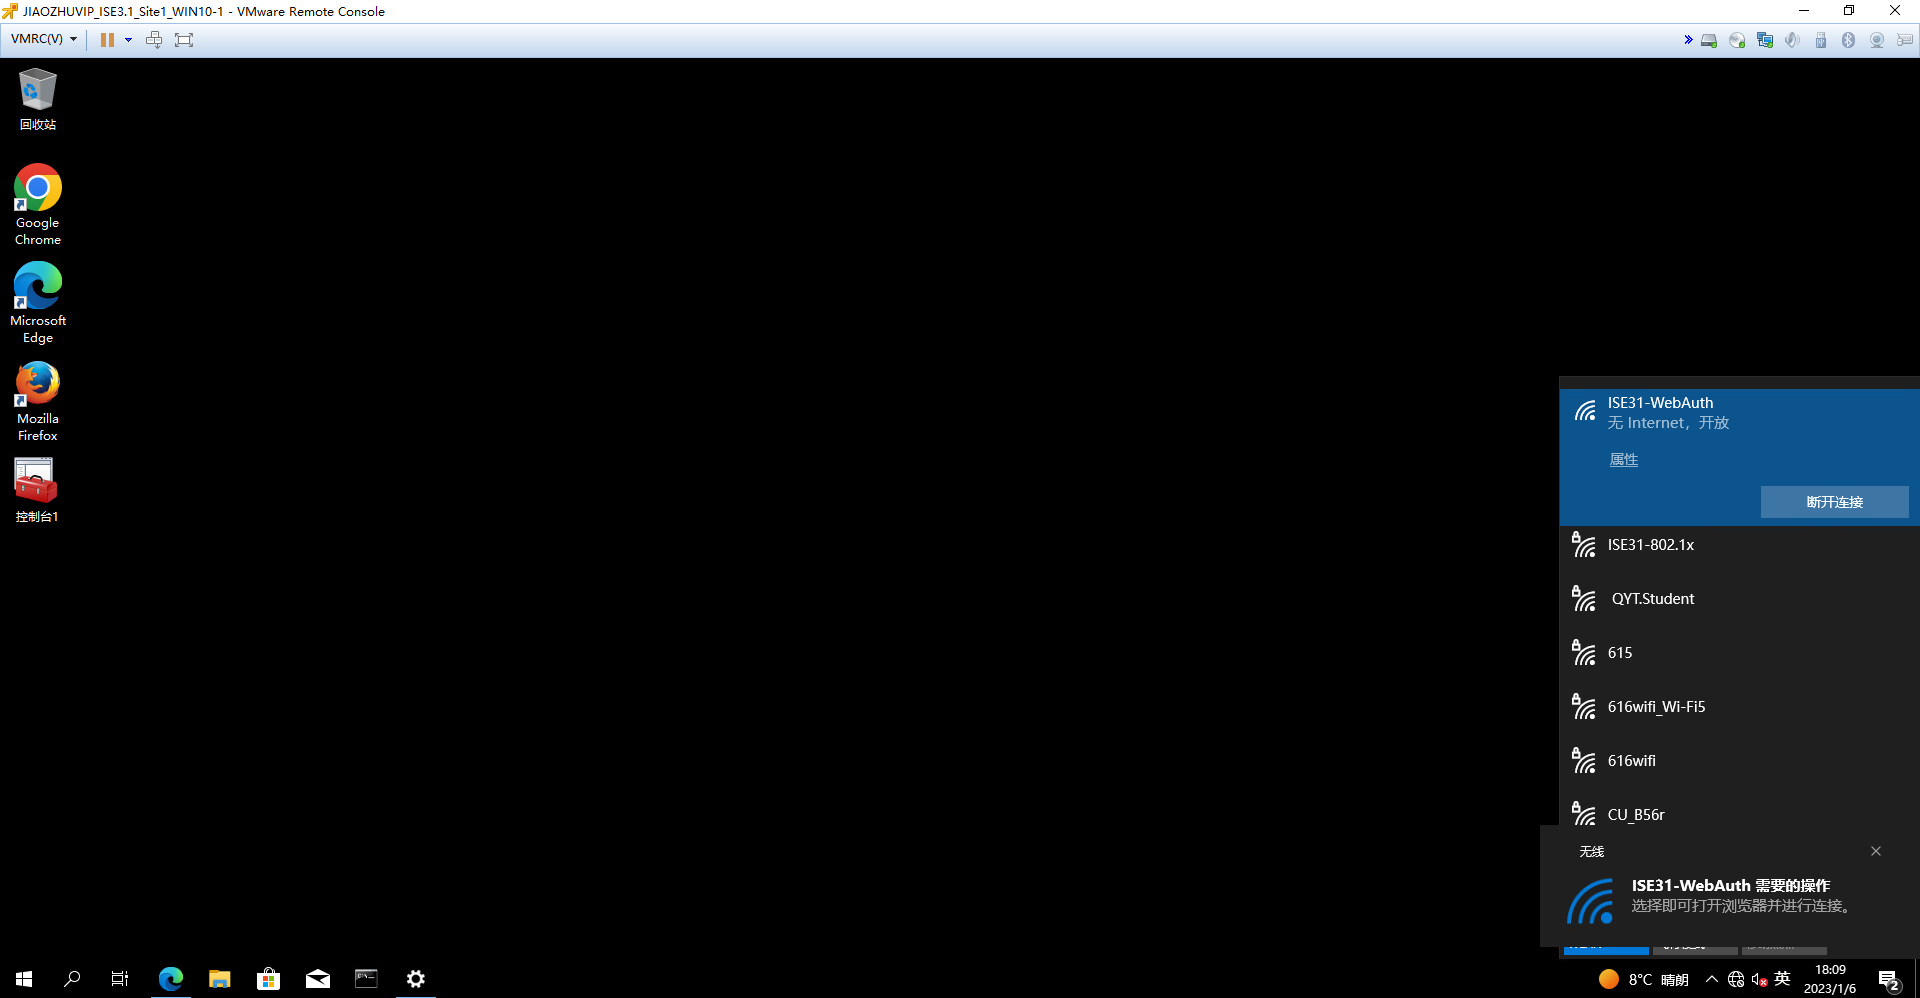 JIAOZHUVIP_ISE3.1_Site1_WIN10-1 - VMware Remote Console
VMRC(V)
回收站
Google
Chrome
Microsoft
Edge
Mozilla
Firefox
控制台1
ISE31-WebAuth
无 Internet，开放
属性
断开连接
ISE31-802.1x
QYT.Student
615
616wifi_Wi-Fi5
616wifi
CU_B56r
无线
ISE31-WebAuth 需要的操作
选择即可打开浏览器并进行连接。
8°C 晴朗
英
18:09
2023/1/6
2